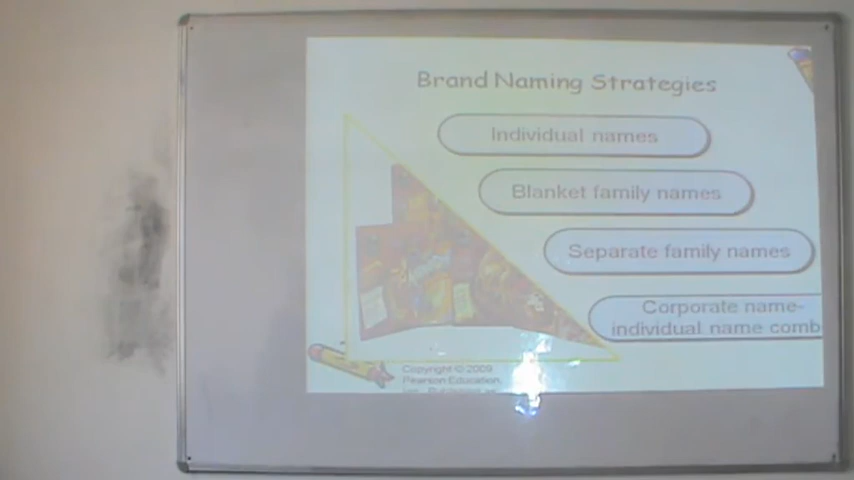 Brand Naming Strategies
Individual names
Blanket family names
Separate family names
Corporate name-
individual name comb
Copyright © 2009
Pearson Education,